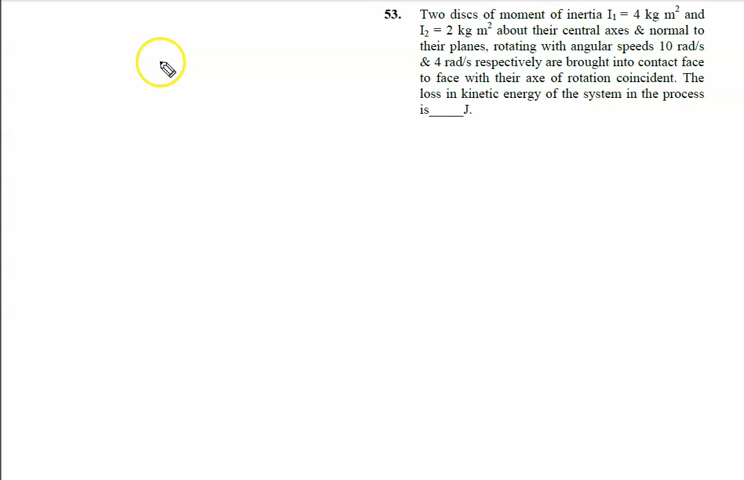 53. Two discs of moment of inertia I₁ = 4 kg m² and
I₂ = 2 kg m² about their central axes & normal to
their planes, rotating with angular speeds 10 rad/s
& 4 rad/s respectively are brought into contact face
to face with their axe of rotation coincident. The
loss in kinetic energy of the system in the process
is_____J.